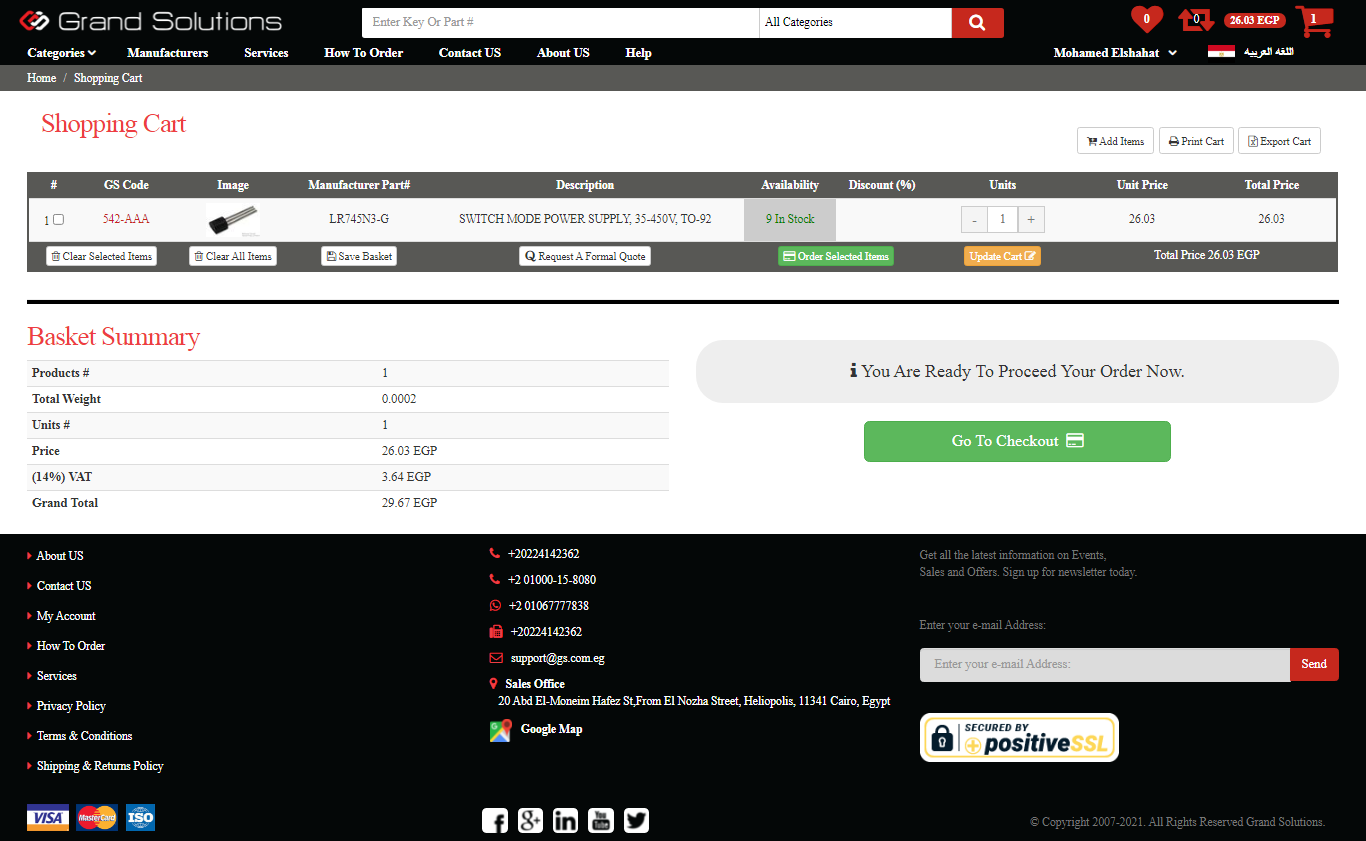 Grand Solutions
Enter Key Or Part #
All Categories
0
0
26.03 EGP
1
Categories
Manufacturers
Services
How To Order
Contact US
About US
Help
Mohamed Elshahat
اللغه العربيه
Home / Shopping Cart
Shopping Cart
Add Items
Print Cart
Export Cart
# GS Code Image Manufacturer Part# Description Availability Discount (%) Units Unit Price Total Price
1 542-AAA LR745N3-G SWITCH MODE POWER SUPPLY, 35-450V, TO-92 9 In Stock - 1 + 26.03 26.03
Clear Selected Items
Clear All Items
Save Basket
Request A Formal Quote
Order Selected Items
Update Cart
Total Price 26.03 EGP
Basket Summary
Products # 1
Total Weight 0.0002
Units # 1
Price 26.03 EGP
(14%) VAT 3.64 EGP
Grand Total 29.67 EGP
You Are Ready To Proceed Your Order Now.
Go To Checkout
About US
Contact US
My Account
How To Order
Services
Privacy Policy
Terms & Conditions
Shipping & Returns Policy
+20224142362
+2 01000-15-8080
+2 01067777838
+20224142362
support@gs.com.eg
Sales Office
20 Abd El-Moneim Hafez St,From El Nozha Street, Heliopolis, 11341 Cairo, Egypt
Google Map
Get all the latest information on Events,
Sales and Offers. Sign up for newsletter today.
Enter your e-mail Address:
Enter your e-mail Address:
Send
SECURED BY
positiveSSL
VISA
MasterCard
ISO
f
g+
in
You Tube
© Copyright 2007-2021. All Rights Reserved Grand Solutions.